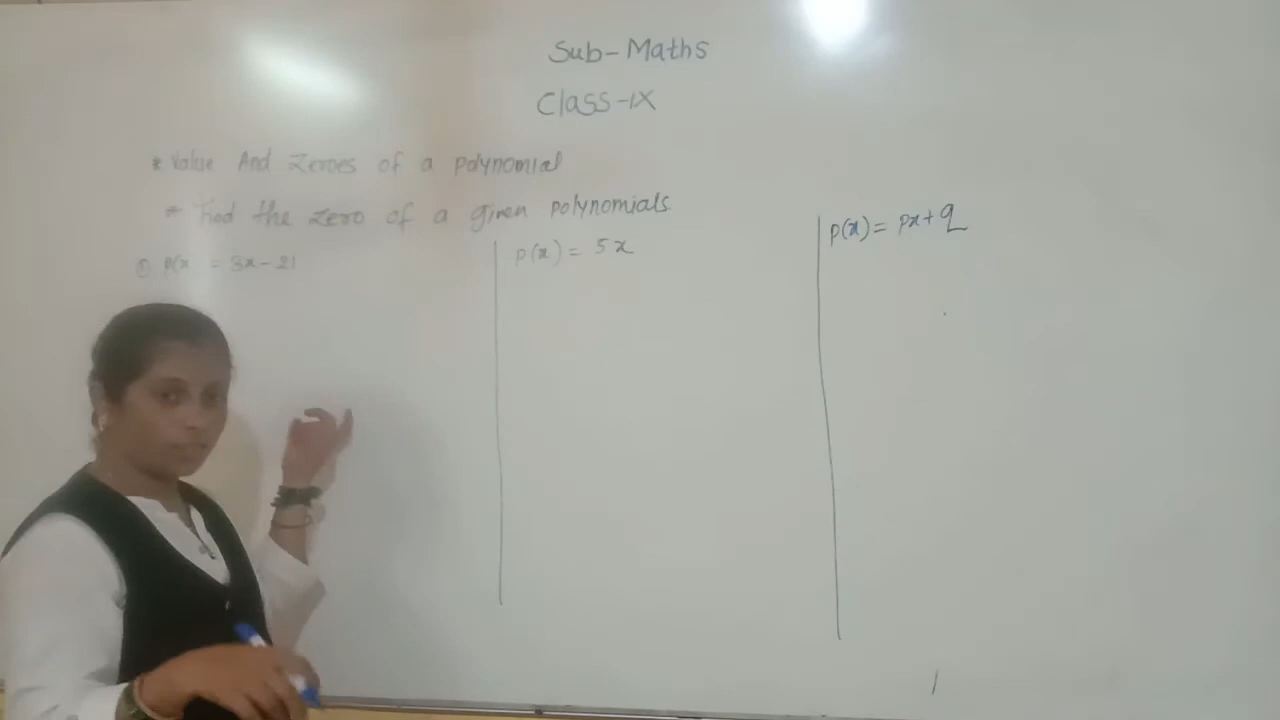 Sub-Maths
Class-IX
* Value And Zeroes of a polynomial
* Find the zero of a given polynomials
① p(x) = 3x-21
p(x) = 5x
p(x) = px+q